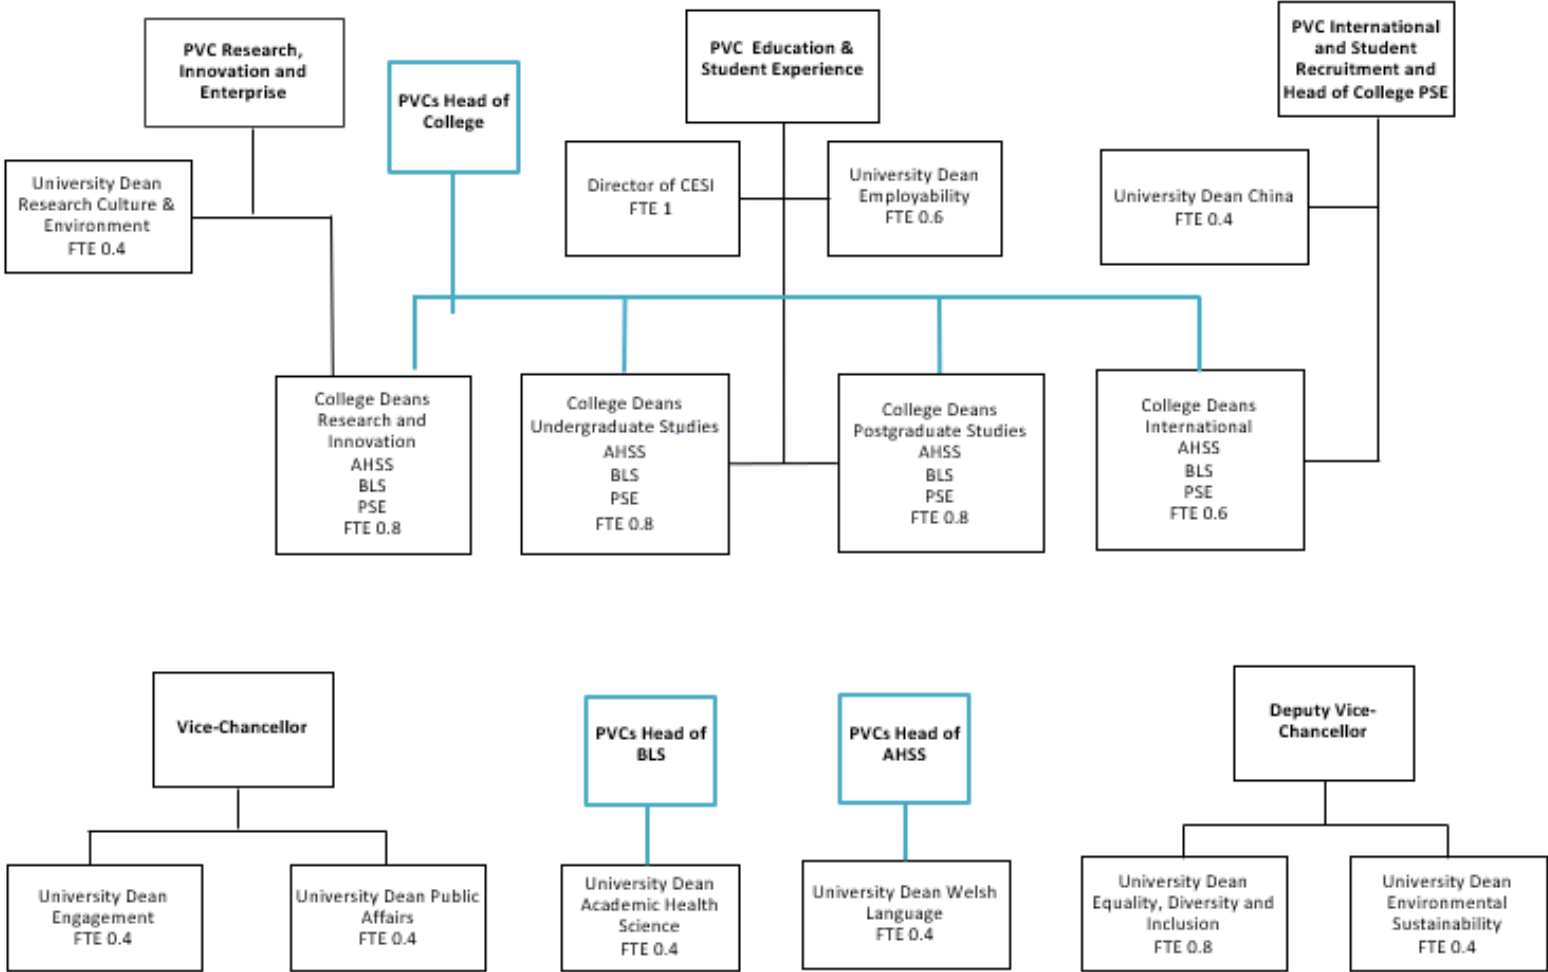 PVC Research,
Innovation and
Enterprise
PVCs Head of
College
PVC Education &
Student Experience
PVC International
and Student
Recruitment and
Head of College PSE
University Dean
Research Culture &
Environment
FTE 0.4
Director of CESI
FTE 1
University Dean
Employability
FTE 0.6
University Dean China
FTE 0.4
College Deans
Research and
Innovation
AHSS
BLS
PSE
FTE 0.8
College Deans
Undergraduate Studies
AHSS
BLS
PSE
FTE 0.8
College Deans
Postgraduate Studies
AHSS
BLS
PSE
FTE 0.8
College Deans
International
AHSS
BLS
PSE
FTE 0.6
Vice-Chancellor
PVCs Head of
BLS
PVCs Head of
AHSS
Deputy Vice-
Chancellor
University Dean
Engagement
FTE 0.4
University Dean Public
Affairs
FTE 0.4
University Dean
Academic Health
Science
FTE 0.4
University Dean Welsh
Language
FTE 0.4
University Dean
Equality, Diversity and
Inclusion
FTE 0.8
University Dean
Environmental
Sustainability
FTE 0.4